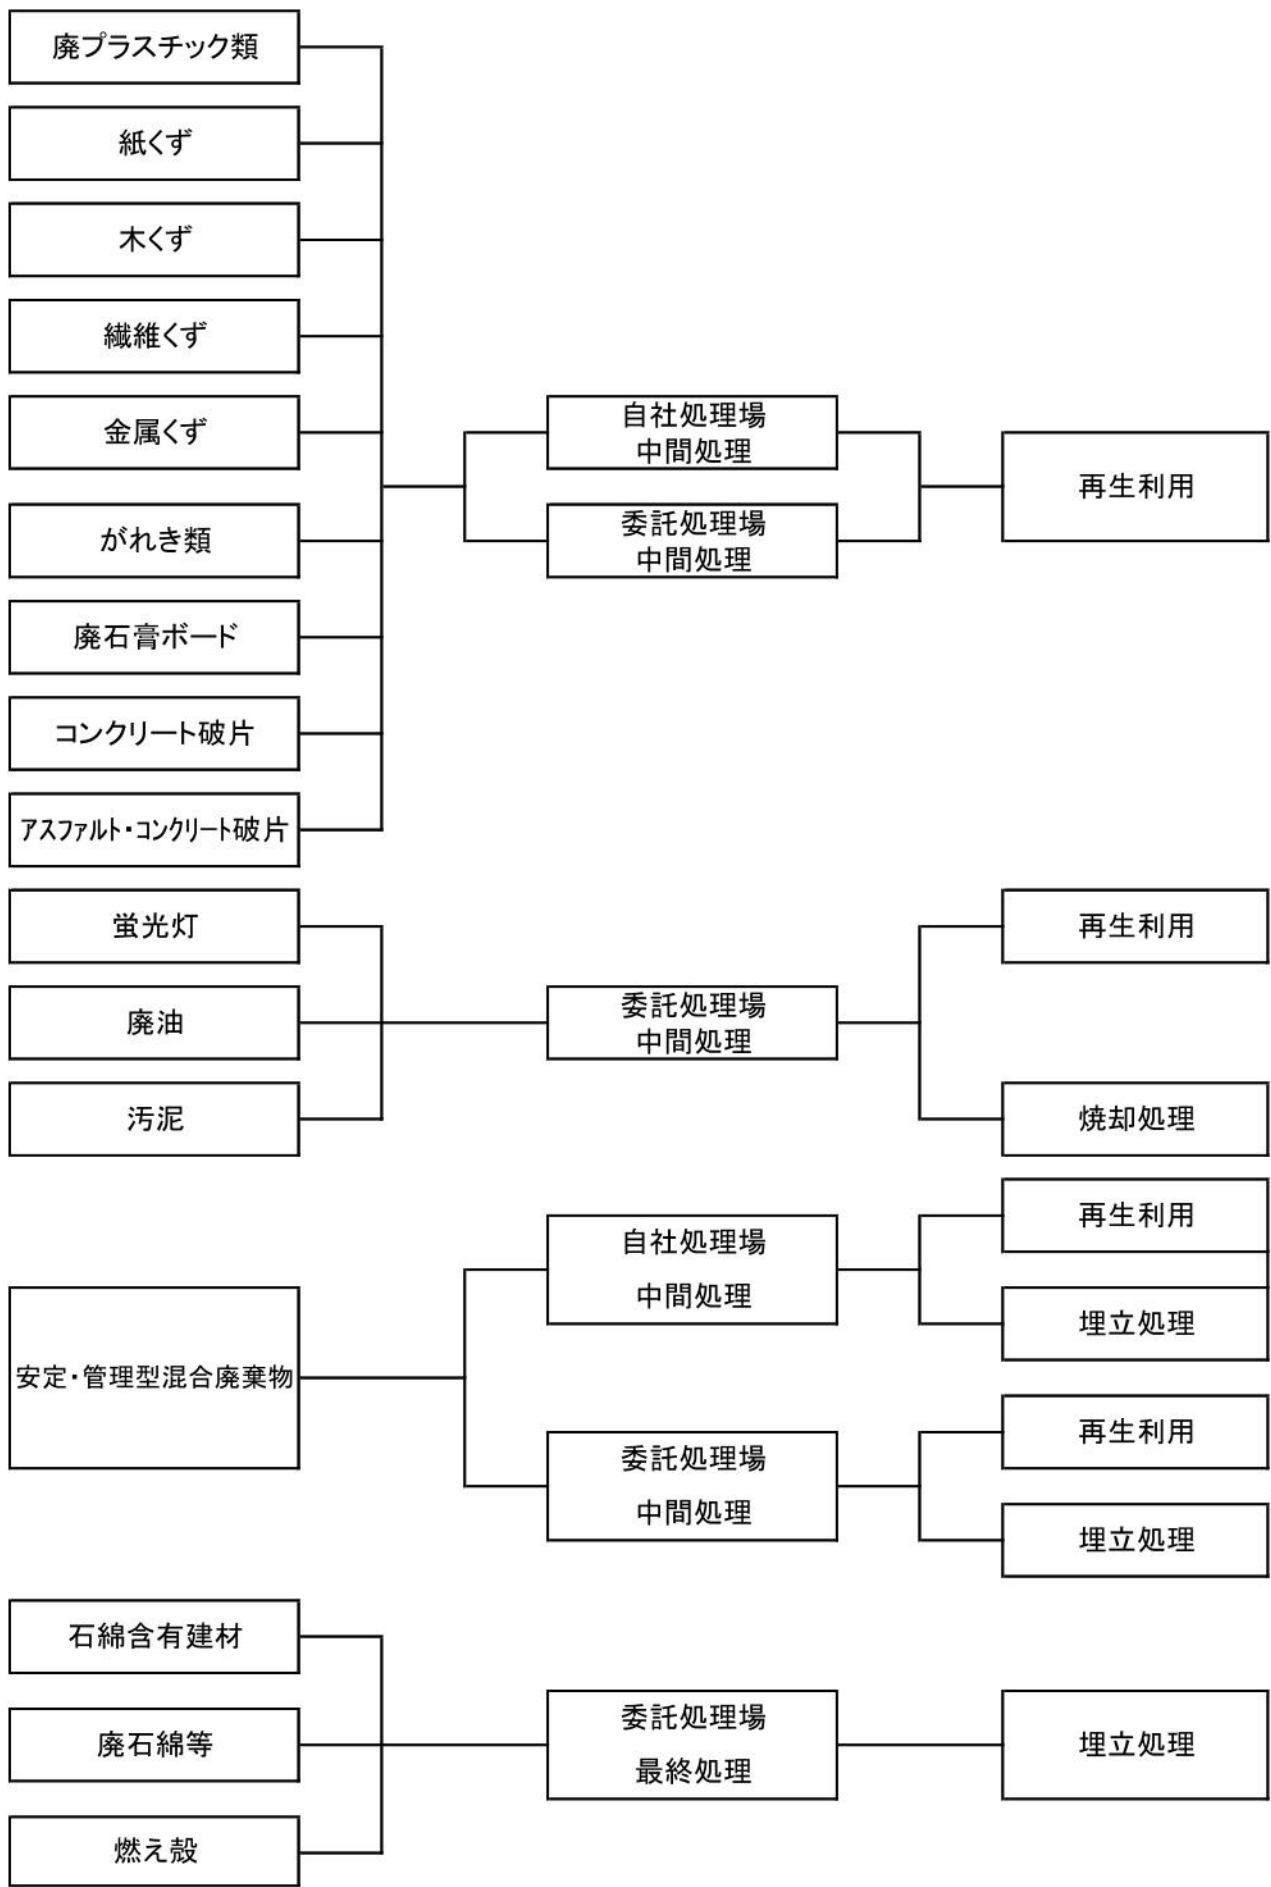 廃プラスチック類
紙くず
木くず
繊維くず
金属くず
がれき類
廃石膏ボード
コンクリート破片
アスファルト・コンクリート破片
自社処理場
中間処理
委託処理場
中間処理
再生利用
蛍光灯
廃油
汚泥
委託処理場
中間処理
再生利用
焼却処理
安定・管理型混合廃棄物
自社処理場
中間処理
再生利用
埋立処理
委託処理場
中間処理
再生利用
埋立処理
石綿含有建材
廃石綿等
燃え殻
委託処理場
最終処理
埋立処理